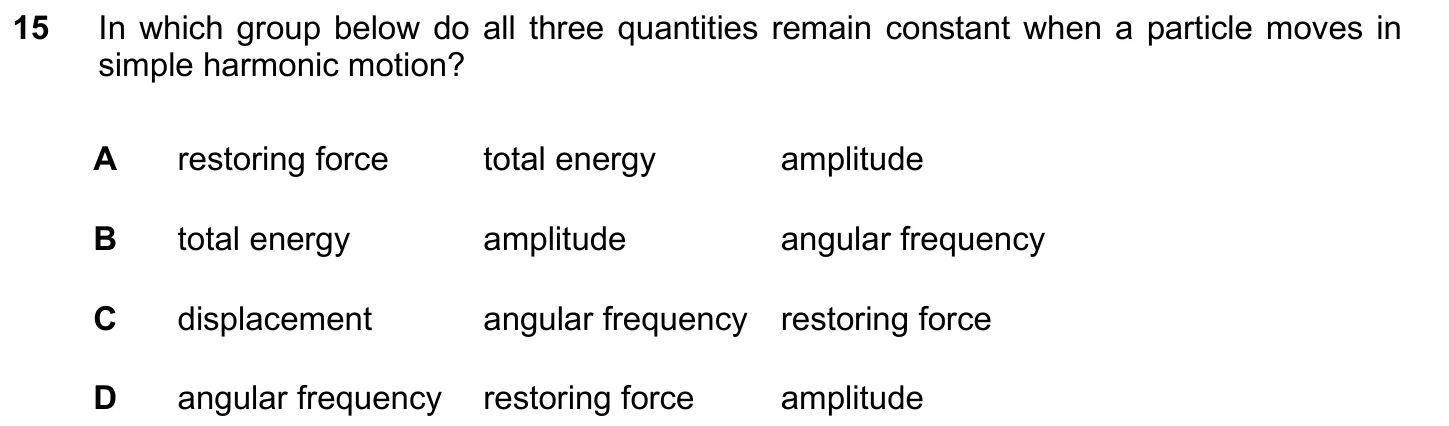 15 In which group below do all three quantities remain constant when a particle moves in
simple harmonic motion?
A restoring force total energy amplitude
B total energy amplitude angular frequency
C displacement angular frequency restoring force
D angular frequency restoring force amplitude